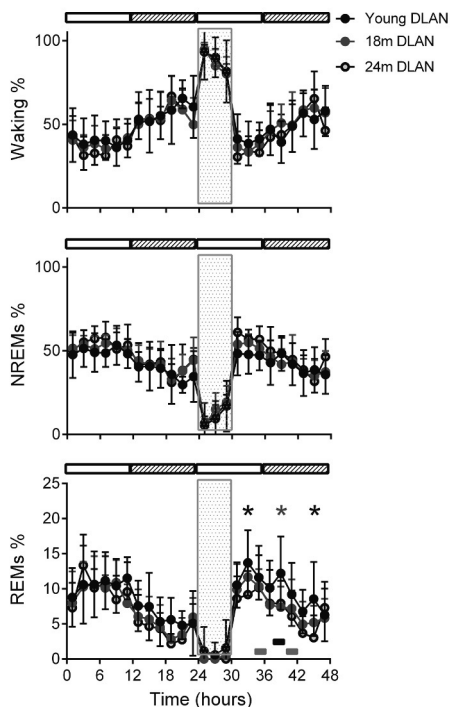 Young DLAN
18m DLAN
24m DLAN
Waking %
100
50
0
NREMs %
100
50
0
REMs %
25
20
15
10
5
0
* * *
0 6 12 18 24 30 36 42 48
Time (hours)